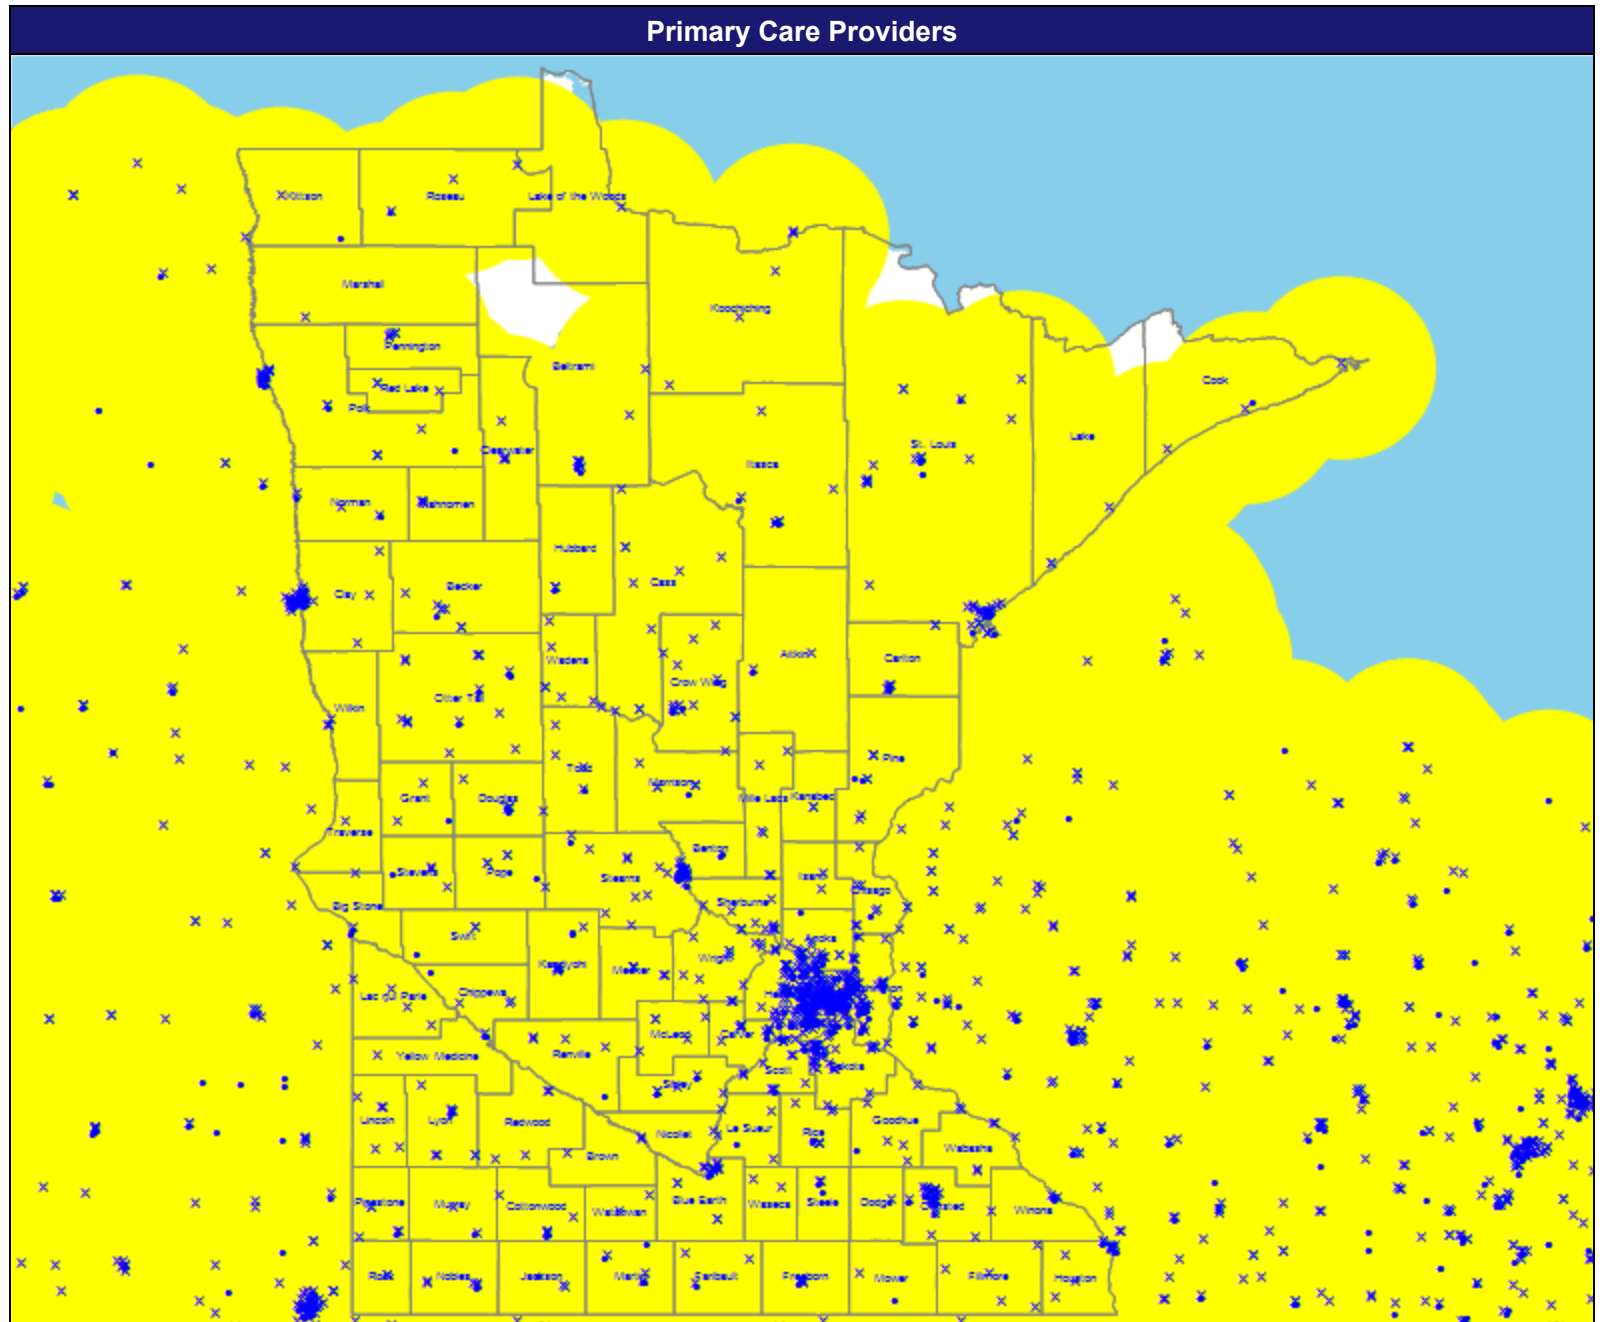 Primary Care Providers
Kittson
Roseau
Lake of the Woods
Marshall
Koochiching
Pennington
Beltrami
Red Lake
Cook
Polk
Lake
St. Louis
Clearwater
Itasca
Norman
Mahnomen
Hubbard
Becker
Cass
Clay
Aitkin
Carlton
Wadena
Crow Wing
Otter Tail
Wilkin
Pine
Todd
Morrison
Grant
Douglas
Mille Lacs
Kanabec
Traverse
Benton
Stevens
Pope
Stearns
Isanti
Chisago
Big Stone
Sherburne
Swift
Anoka
Kandiyohi
Meeker
Wright
Lac qui Parle
Chippewa
McLeod
Carver
Yellow Medicine
Renville
Scott
Dakota
Sibley
Lincoln
Lyon
Redwood
Goodhue
Nicollet
Le Sueur
Rice
Brown
Wabasha
Pipestone
Murray
Cottonwood
Watonwan
Blue Earth
Waseca
Steele
Dodge
Olmsted
Winona
Rock
Nobles
Jackson
Martin
Faribault
Freeborn
Mower
Fillmore
Houston